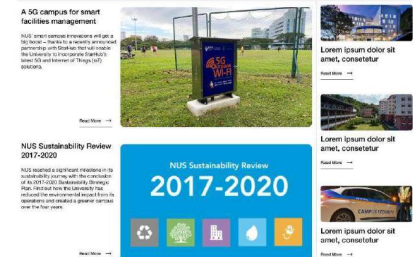 A 5G campus for smart
facilities management
NUS' smart campus innovations will get a
big boost – thanks to a recently announced
partnership with StarHub that will enable
the University to incorporate StarHub's
latest 5G and Internet of Things (IoT)
solutions.
Read More →
5G
Wi-Fi
Lorem ipsum dolor sit
amet, consetetur
Read More →
Lorem ipsum dolor sit
amet, consetetur
Read More →
NUS Sustainability Review
2017-2020
NUS reached a significant milestone in its
sustainability journey with the conclusion
of its 2017-2020 Sustainability Strategic
Plan. Find out how the University has
reduced the environmental impact from its
operations and created a greener campus
over the four years.
Read More →
NUS Sustainability Review
2017-2020
CAMPUS SECURITY
Lorem ipsum dolor sit
amet, consetetur
Read More →